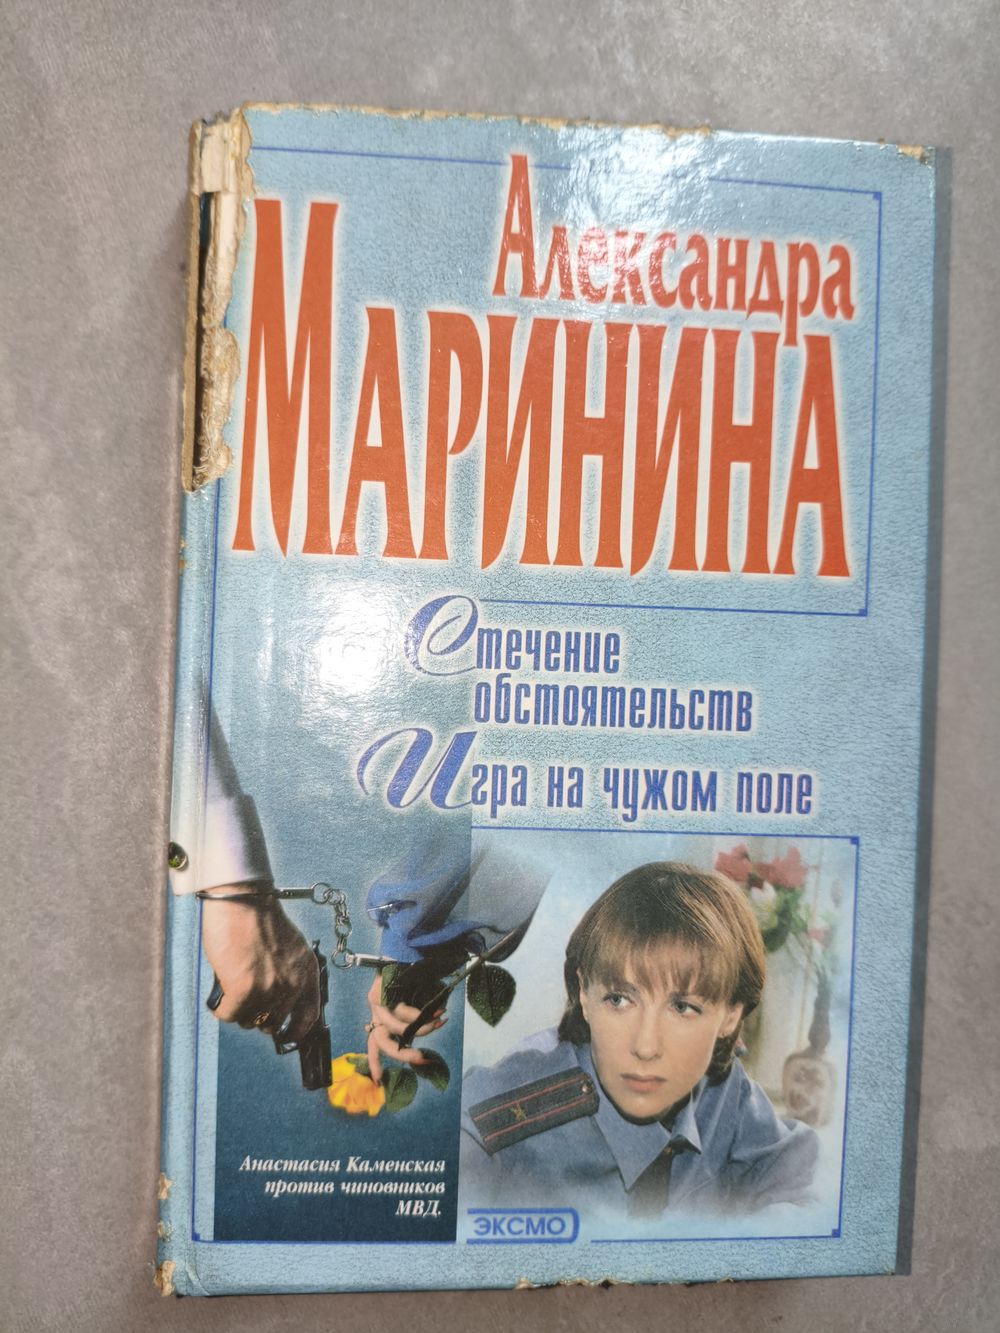 Александра
МАРИНИНА
Стечение
обстоятельств
Игра на чужом поле
Анастасия Каменская
против чиновников
МВД.
ЭКСМО